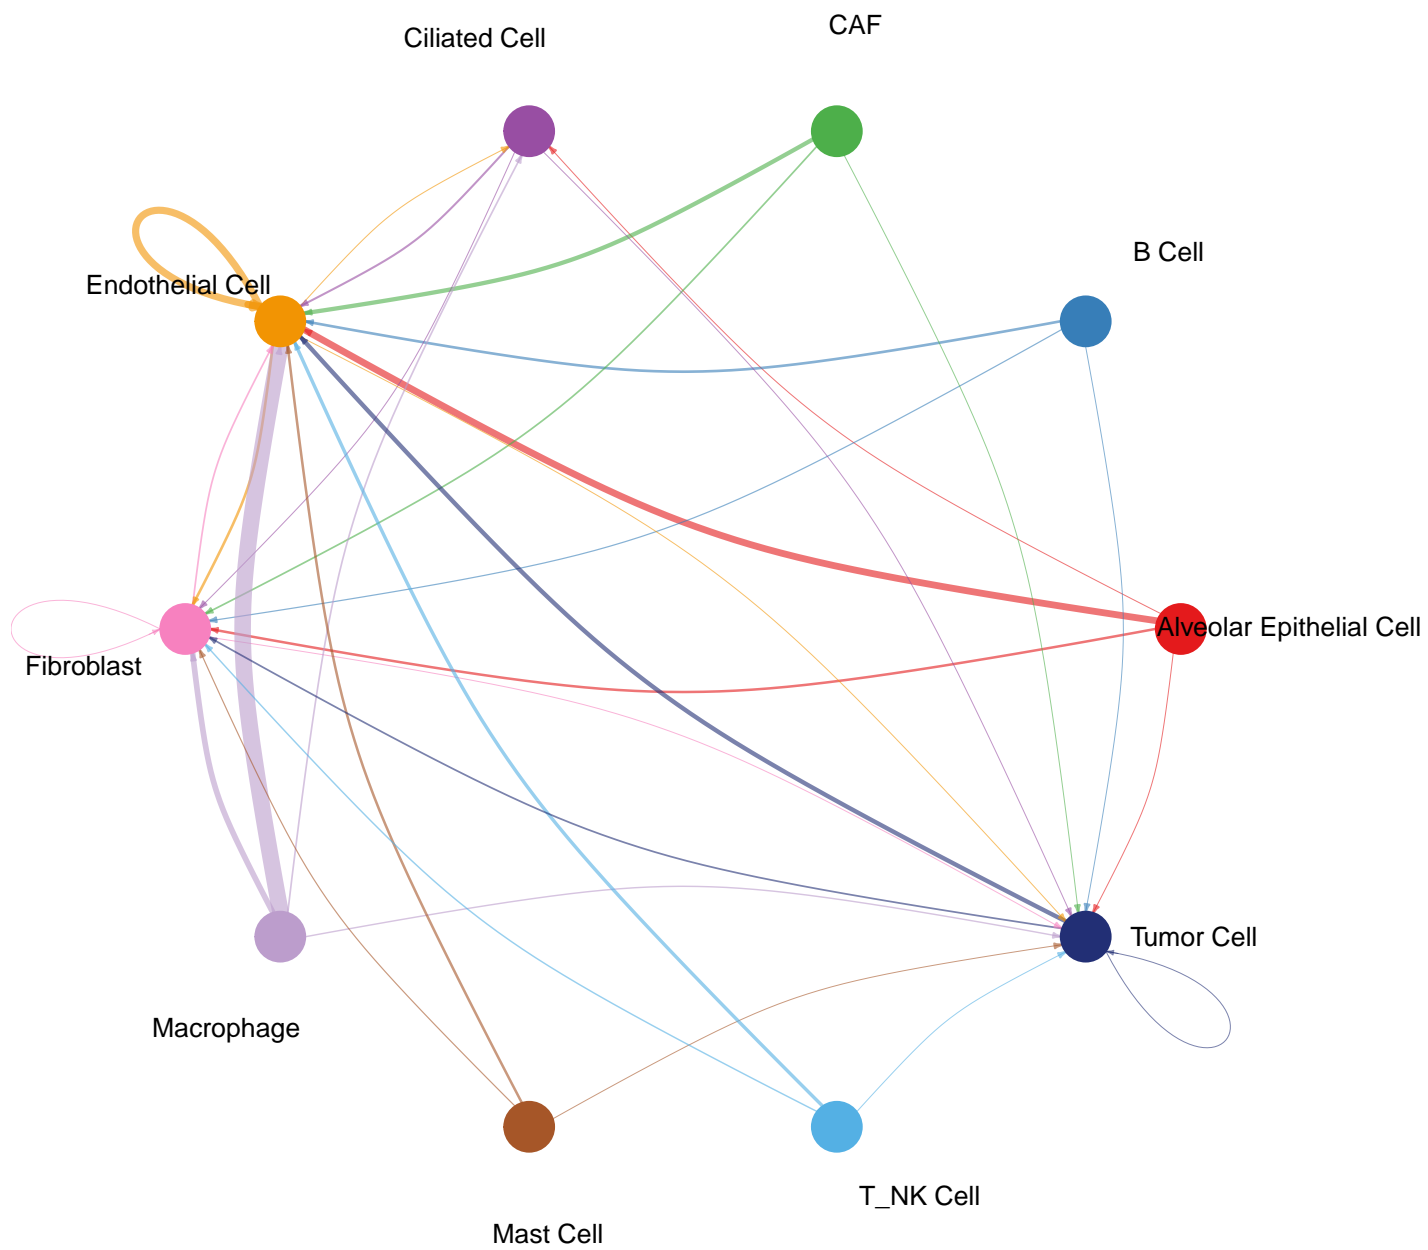 CAF
Ciliated Cell
B Cell
Endothelial Cell
Alveolar Epithelial Cell
Fibroblast
Tumor Cell
Macrophage
T_NK Cell
Mast Cell